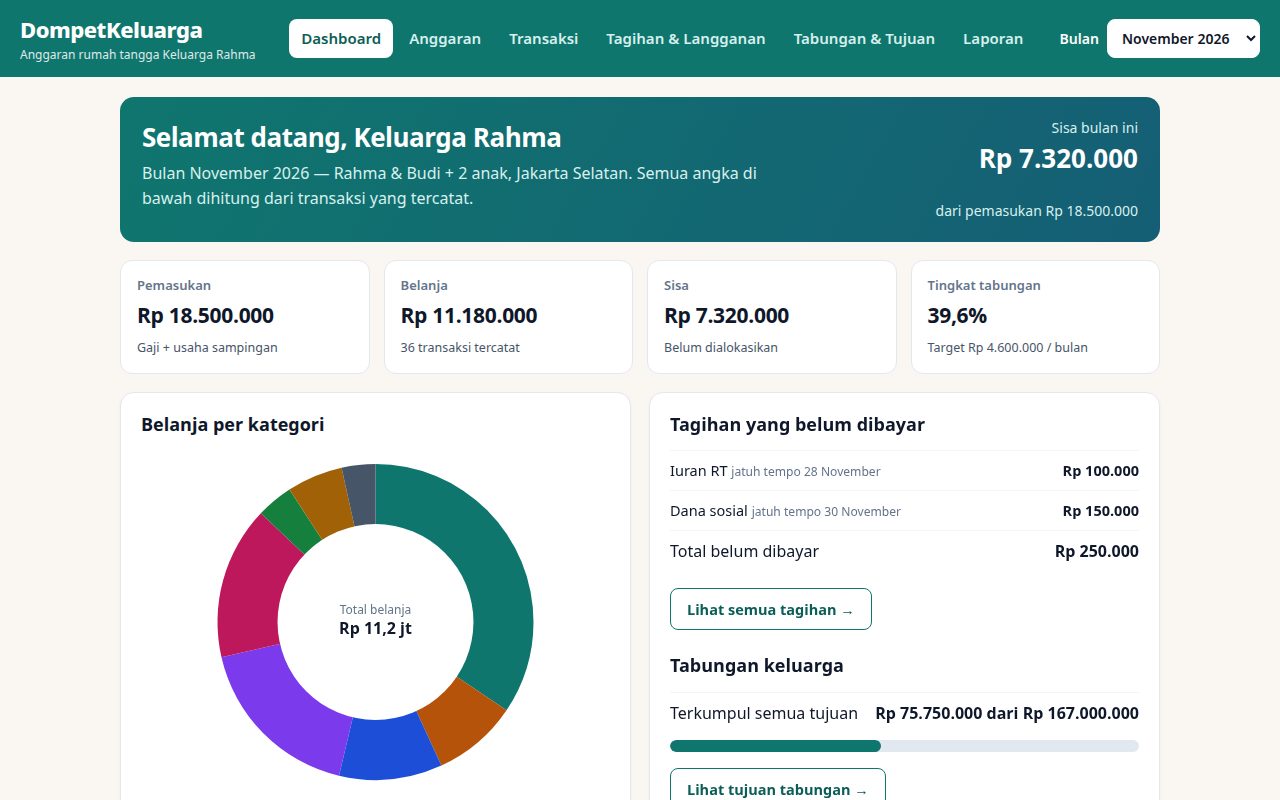 DompetKeluarga
Anggaran rumah tangga Keluarga Rahma
Dashboard
Anggaran
Transaksi
Tagihan & Langganan
Tabungan & Tujuan
Laporan
Bulan
November 2026
Selamat datang, Keluarga Rahma
Bulan November 2026 — Rahma & Budi + 2 anak, Jakarta Selatan. Semua angka di
bawah dihitung dari transaksi yang tercatat.
Sisa bulan ini
Rp 7.320.000
dari pemasukan Rp 18.500.000
Pemasukan
Rp 18.500.000
Gaji + usaha sampingan
Belanja
Rp 11.180.000
36 transaksi tercatat
Sisa
Rp 7.320.000
Belum dialokasikan
Tingkat tabungan
39,6%
Target Rp 4.600.000 / bulan
Belanja per kategori
Total belanja
Rp 11,2 jt
Tagihan yang belum dibayar
Iuran RT jatuh tempo 28 November Rp 100.000
Dana sosial jatuh tempo 30 November Rp 150.000
Total belum dibayar Rp 250.000
Lihat semua tagihan →
Tabungan keluarga
Terkumpul semua tujuan Rp 75.750.000 dari Rp 167.000.000
Lihat tujuan tabungan →